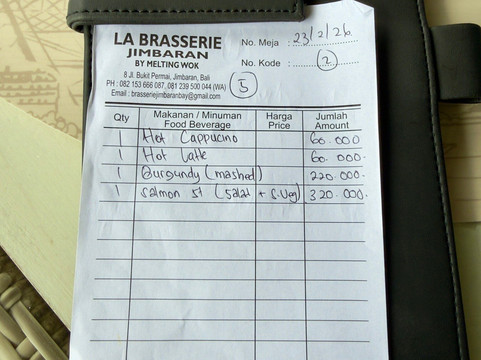 LA BRASSERIE
JIMBARAN
BY MELTING WOK
8 Jl. Bukit Permai, Jimbaran, Bali
PH : 082 153 666 087, 081 239 500 044 (WA)
Email : brasseriejimbaranbay@gmail.com
No. Meja : 23/2/26
No. Kode : 2
5
Qty Makanan / Minuman Food Beverage Harga Price Jumlah Amount
1 Hot Cappucino 60.000
1 Hot Latte 60.000.
1 Burgundy (mashed) 220.000.
1 Salmon St (Salad + S.Veg) 320.000.